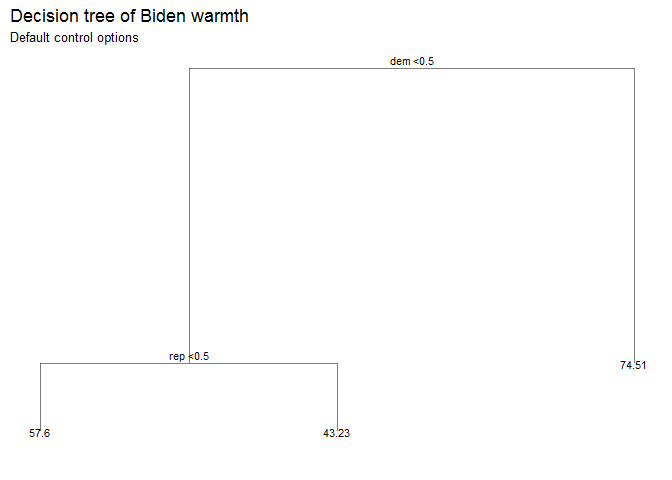 Decision tree of Biden warmth
Default control options
dem <0.5
rep <0.5
74.51
57.6
43.23